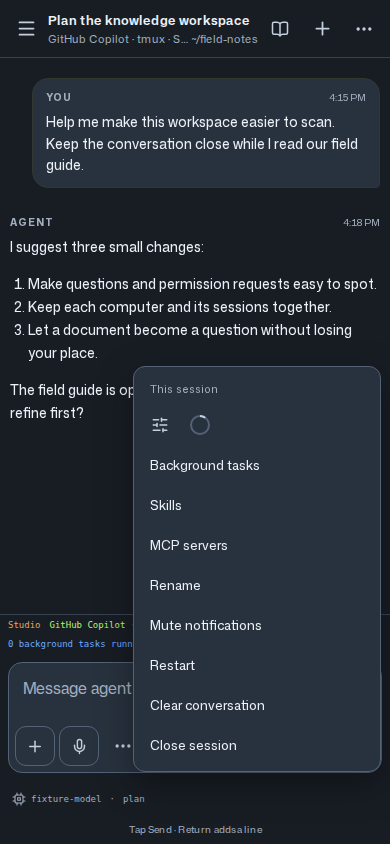 Plan the knowledge workspace
GitHub Copilot · tmux · S... ~/field-notes
YOU 4:15 PM
Help me make this workspace easier to scan.
Keep the conversation close while I read our field
guide.
AGENT 4:18 PM
I suggest three small changes:
1. Make questions and permission requests easy to spot.
2. Keep each computer and its sessions together.
3. Let a document become a question without losing
your place.
The field guide is
refine first?
This session
Background tasks
Skills
MCP servers
Rename
Mute notifications
Restart
Clear conversation
Close session
Studio GitHub Copilot
0 background tasks
Message agent
fixture-model · plan
Tap Send · Return adds a line